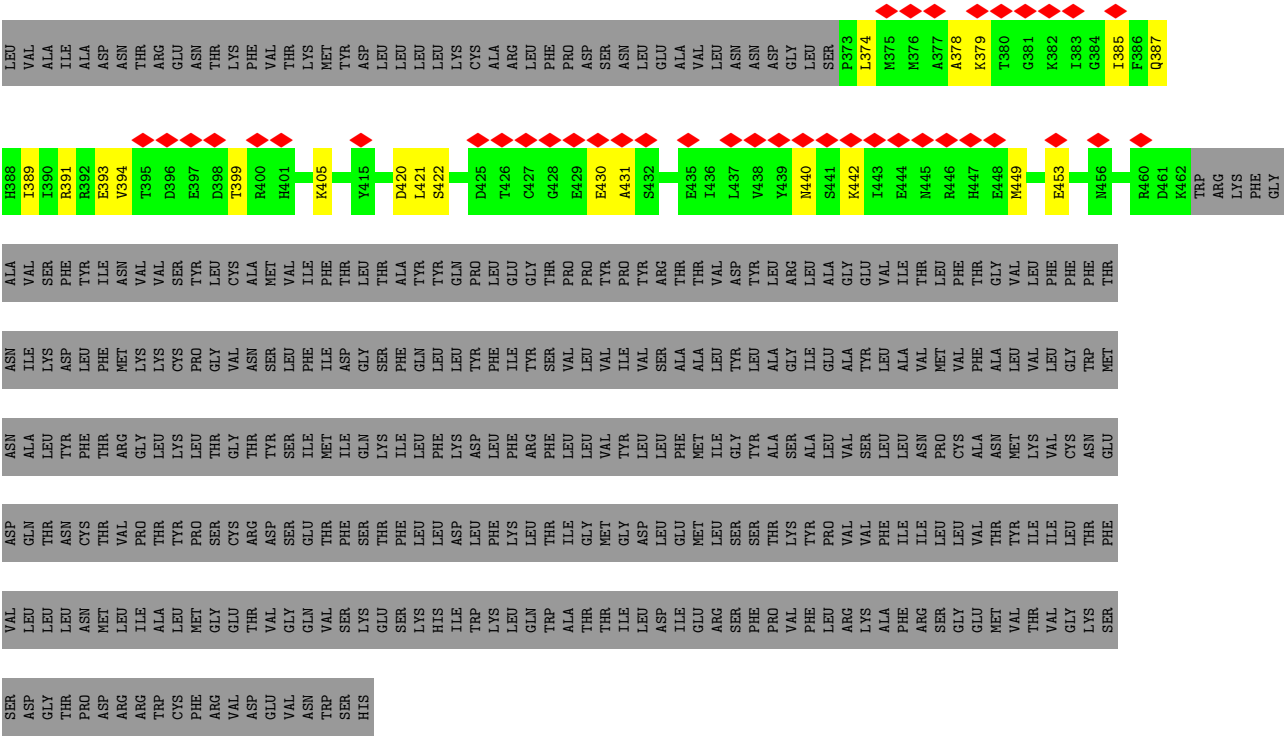 LEU VAL ALA ILE ALA ASP ASN THR ARG GLU ASN THR LYS PHE VAL THR LYS MET TYR ASP LEU LEU LEU LEU LYS CYS ALA ARG LEU PHE PRO ASP SER ASN LEU GLU ALA VAL LEU ASN ASN ASP GLY LEU SER P373 L374 M375 M376 A377 A378 K379 T380 G381 K382 I383 G384 I385 F386 Q387
H388 I389 I390 R391 R392 E393 V394 T395 D396 E397 D398 T399 R400 H401 K405 Y415 D420 L421 S422 D425 T426 C427 G428 E429 E430 A431 S432 E435 I436 L437 V438 Y439 N440 S441 K442 I443 E444 N445 R446 H447 E448 M449 E453 N456 R460 D461 K462 TRP ARG LYS PHE GLY
ALA VAL SER PHE TYR ILE ASN VAL VAL SER TYR LEU CYS ALA MET VAL ILE PHE THR LEU THR ALA TYR TYR GLN PRO LEU GLU GLY THR PRO PRO TYR PRO TYR ARG THR THR VAL ASP TYR LEU ARG LEU ALA GLY GLU VAL ILE THR LEU PHE THR GLY VAL LEU PHE PHE PHE THR
ASN ILE LYS ASP LEU PHE MET LYS LYS CYS PRO GLY VAL ASN SER LEU PHE ILE ASP GLY SER PHE GLN LEU LEU TYR PHE ILE TYR SER VAL LEU VAL ILE VAL SER ALA ALA LEU TYR LEU ALA GLY ILE GLU ALA TYR LEU ALA VAL MET VAL PHE ALA LEU VAL LEU GLY TRP MET
ASN ALA LEU TYR PHE THR ARG GLY LEU LYS LEU THR GLY THR TYR SER ILE MET ILE GLN LYS ILE LEU PHE LYS ASP LEU PHE ARG PHE LEU LEU VAL TYR LEU LEU PHE MET ILE GLY TYR ALA SER ALA LEU VAL SER LEU LEU ASN PRO CYS ALA ASN MET LYS VAL CYS ASN GLU
ASP GLN THR ASN CYS THR VAL PRO THR TYR PRO SER CYS ARG ASP SER GLU THR PHE SER THR PHE LEU LEU ASP LEU PHE LYS LEU THR ILE GLY MET GLY ASP LEU GLU MET LEU SER SER THR LYS TYR PRO VAL VAL PHE ILE ILE LEU LEU VAL THR TYR ILE ILE LEU THR PHE
VAL LEU LEU LEU ASN MET LEU ILE ALA LEU MET GLY GLU THR VAL GLY GLN VAL SER LYS GLU SER LYS HIS ILE TRP LYS LEU GLN TRP ALA THR THR ILE LEU ASP ILE GLU ARG SER PHE PRO VAL PHE LEU ARG LYS ALA PHE ARG SER GLY GLU MET VAL THR VAL GLY LYS SER
SER ASP GLY THR PRO ASP ARG ARG TRP CYS PHE ARG VAL ASP GLU VAL ASN TRP SER HIS